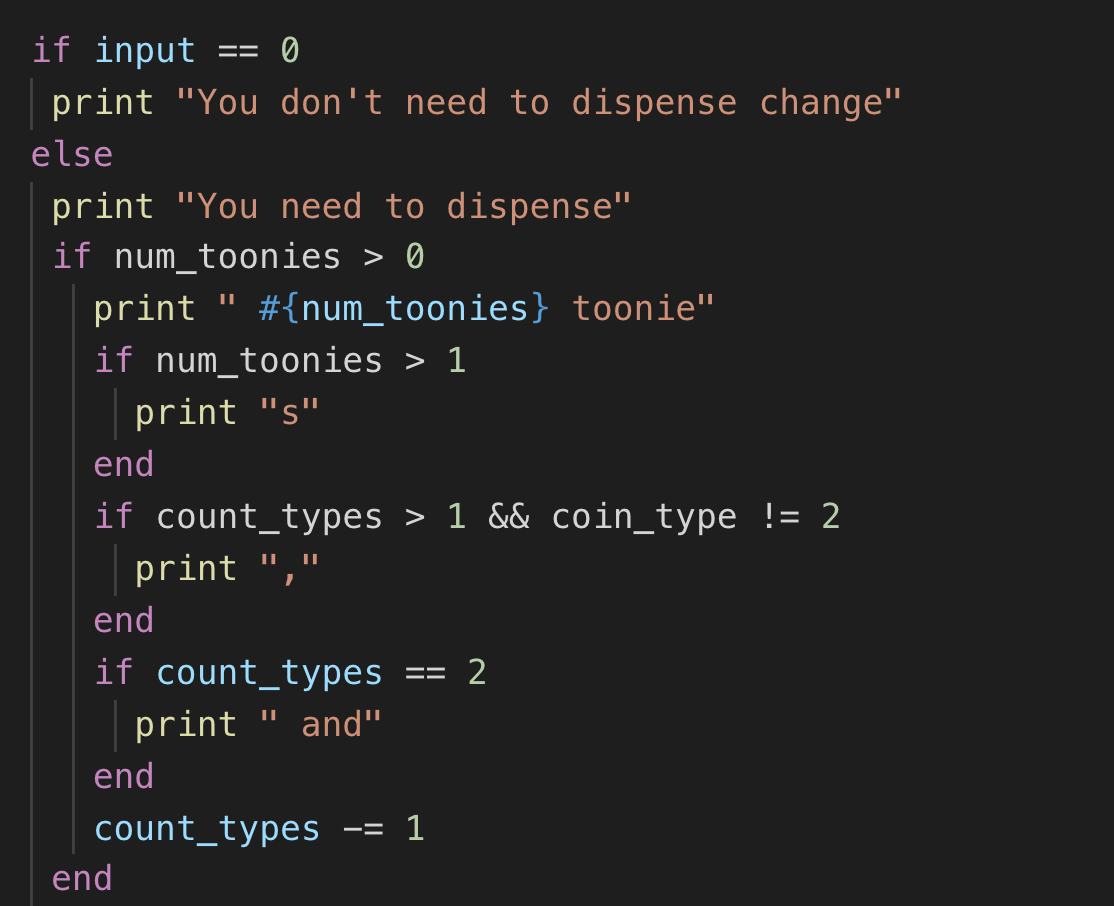 if input == 0
print "You don't need to dispense change"
else
print "You need to dispense"
if num_toonies > 0
print " #{num_toonies} toonie"
if num_toonies > 1
print "s"
end
if count_types > 1 && coin_type != 2
print ","
end
if count_types == 2
print " and"
end
count_types -= 1
end